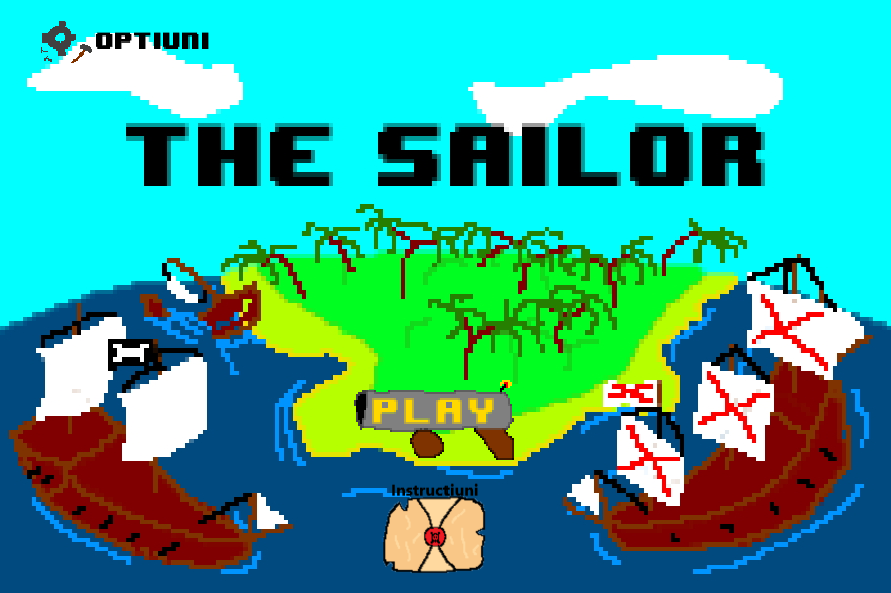 OPTIUNI
THE SAILOR
PLAY
Instructiuni